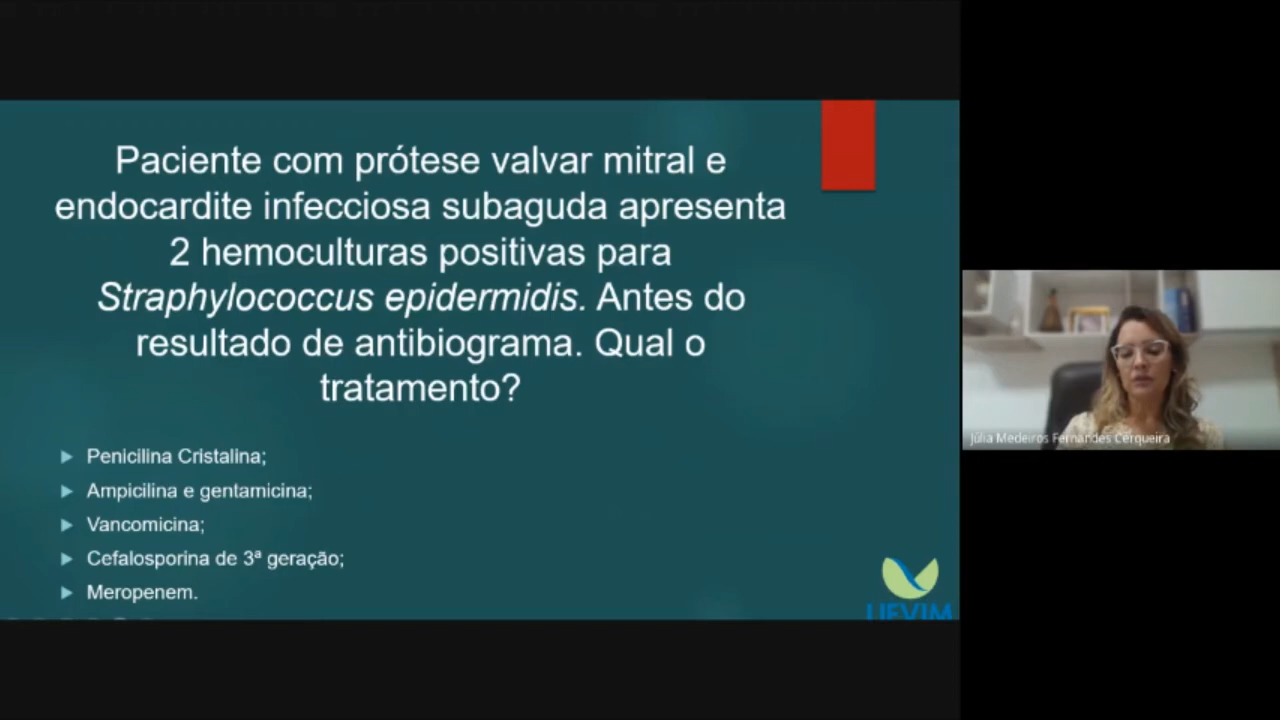 Paciente com prótese valvar mitral e
endocardite infecciosa subaguda apresenta
2 hemoculturas positivas para
Straphylococcus epidermidis. Antes do
resultado de antibiograma. Qual o
tratamento?
Penicilina Cristalina;
Ampicilina e gentamicina;
Vancomicina;
Cefalosporina de 3ª geração;
Meropenem.
Júlia Medeiros Fernandes Cerqueira